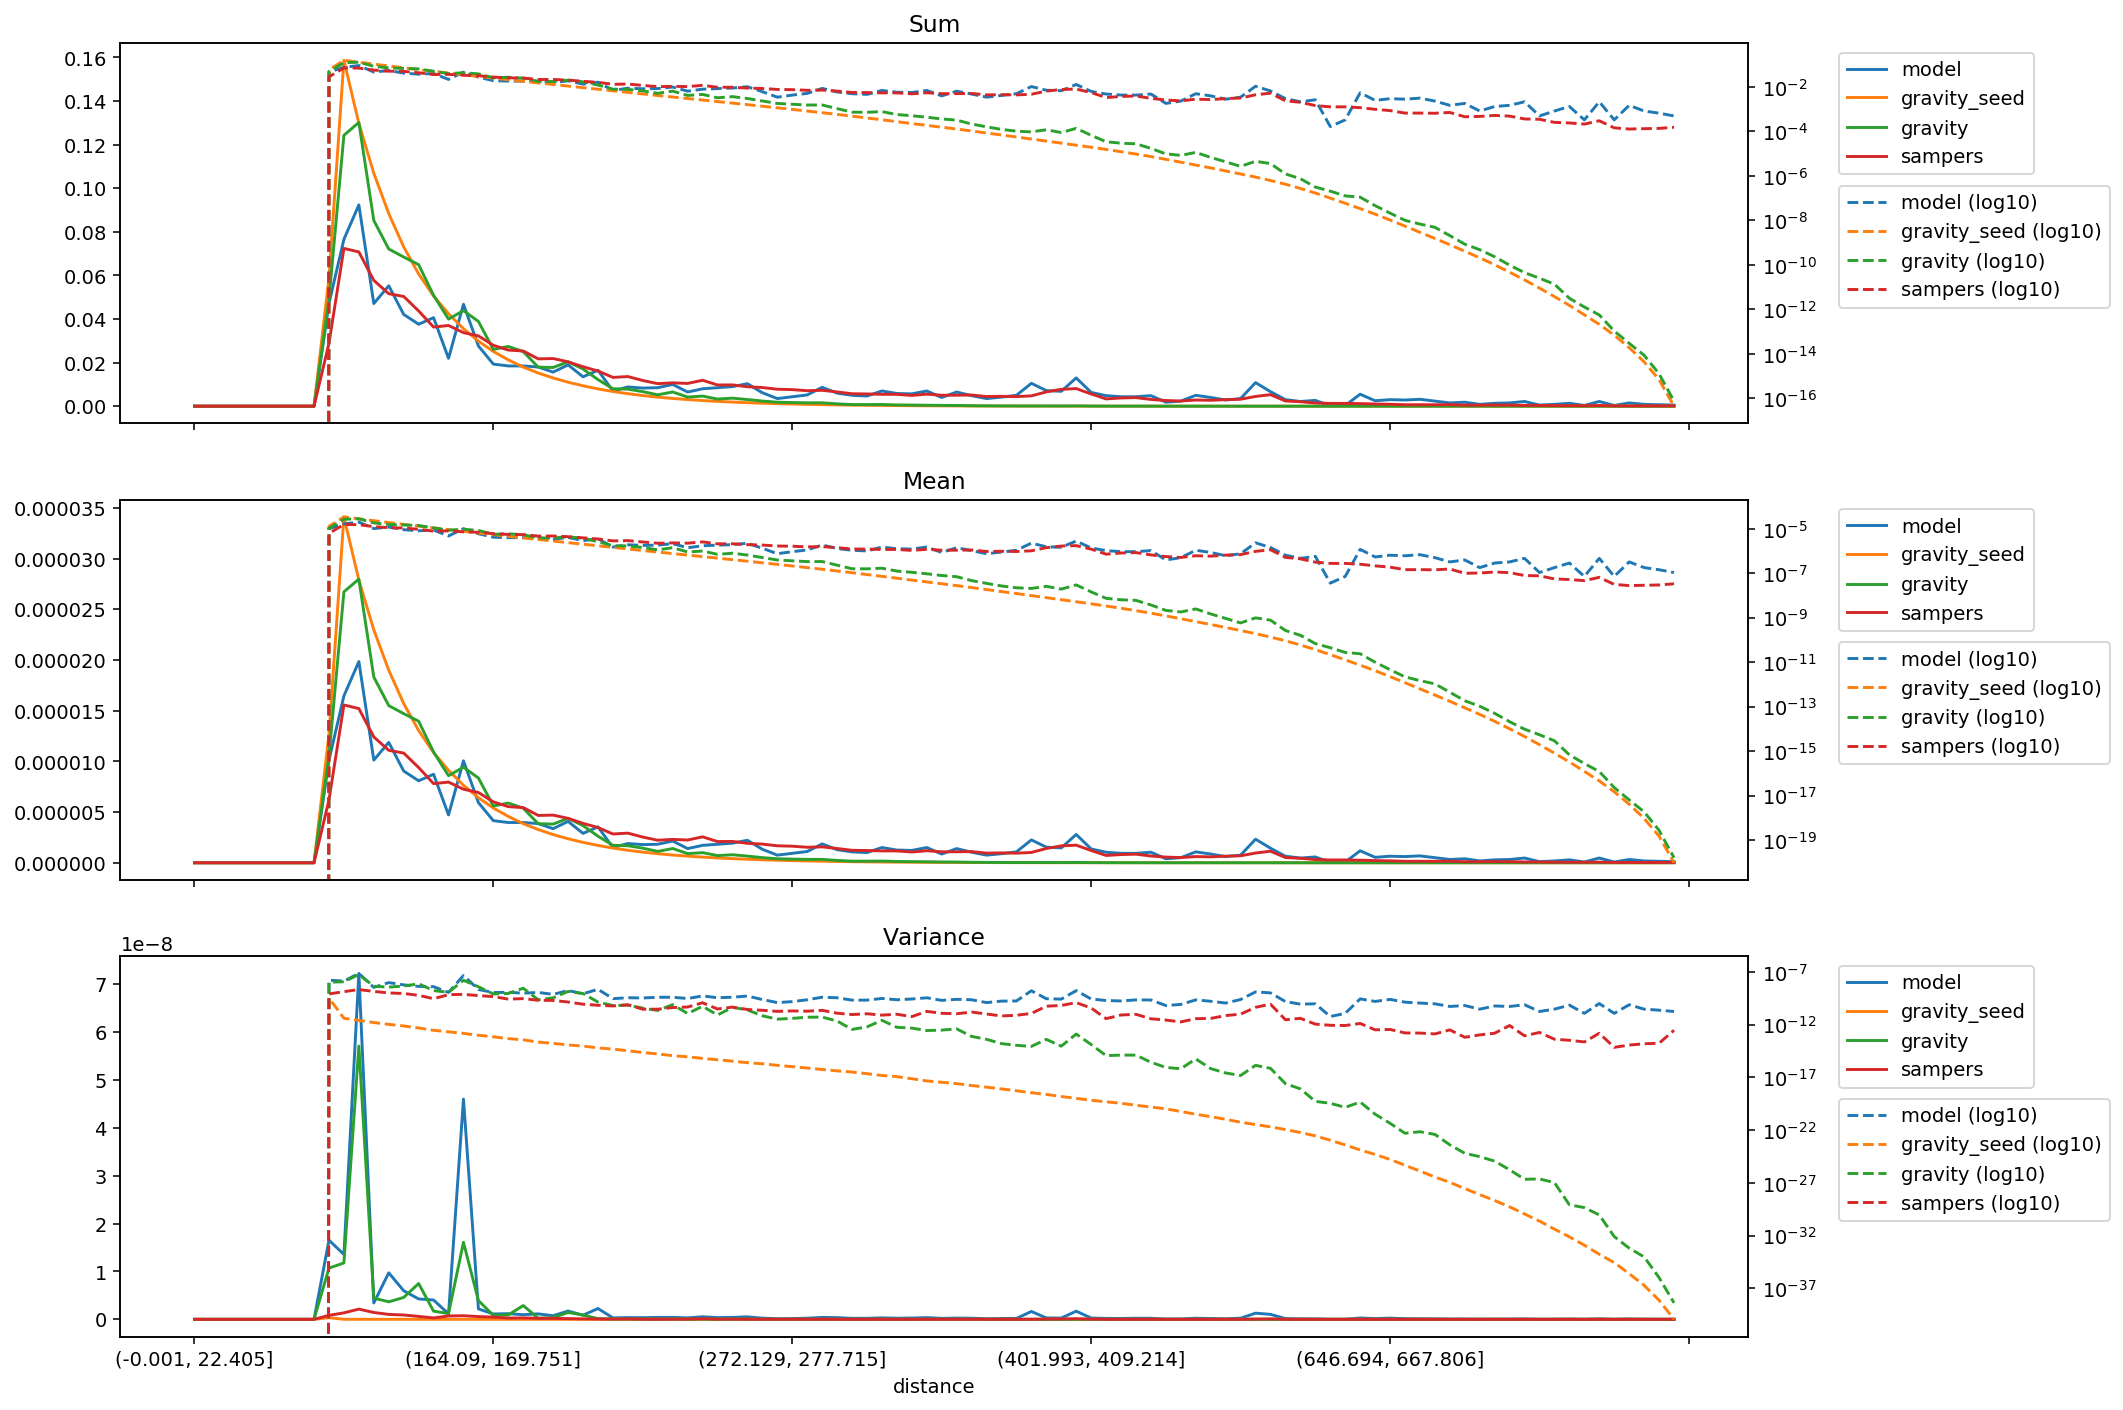 Sum
0.16
0.14
0.12
0.10
0.08
0.06
0.04
0.02
0.00
10⁻²
10⁻⁴
10⁻⁶
10⁻⁸
10⁻¹⁰
10⁻¹²
10⁻¹⁴
10⁻¹⁶
model
gravity_seed
gravity
sampers
model (log10)
gravity_seed (log10)
gravity (log10)
sampers (log10)
Mean
0.000035
0.000030
0.000025
0.000020
0.000015
0.000010
0.000005
0.000000
10⁻⁵
10⁻⁷
10⁻⁹
10⁻¹¹
10⁻¹³
10⁻¹⁵
10⁻¹⁷
10⁻¹⁹
model
gravity_seed
gravity
sampers
model (log10)
gravity_seed (log10)
gravity (log10)
sampers (log10)
Variance
1e−8
7
6
5
4
3
2
1
0
10⁻⁷
10⁻¹²
10⁻¹⁷
10⁻²²
10⁻²⁷
10⁻³²
10⁻³⁷
model
gravity_seed
gravity
sampers
model (log10)
gravity_seed (log10)
gravity (log10)
sampers (log10)
(-0.001, 22.405] (164.09, 169.751] (272.129, 277.715] (401.993, 409.214] (646.694, 667.806]
distance